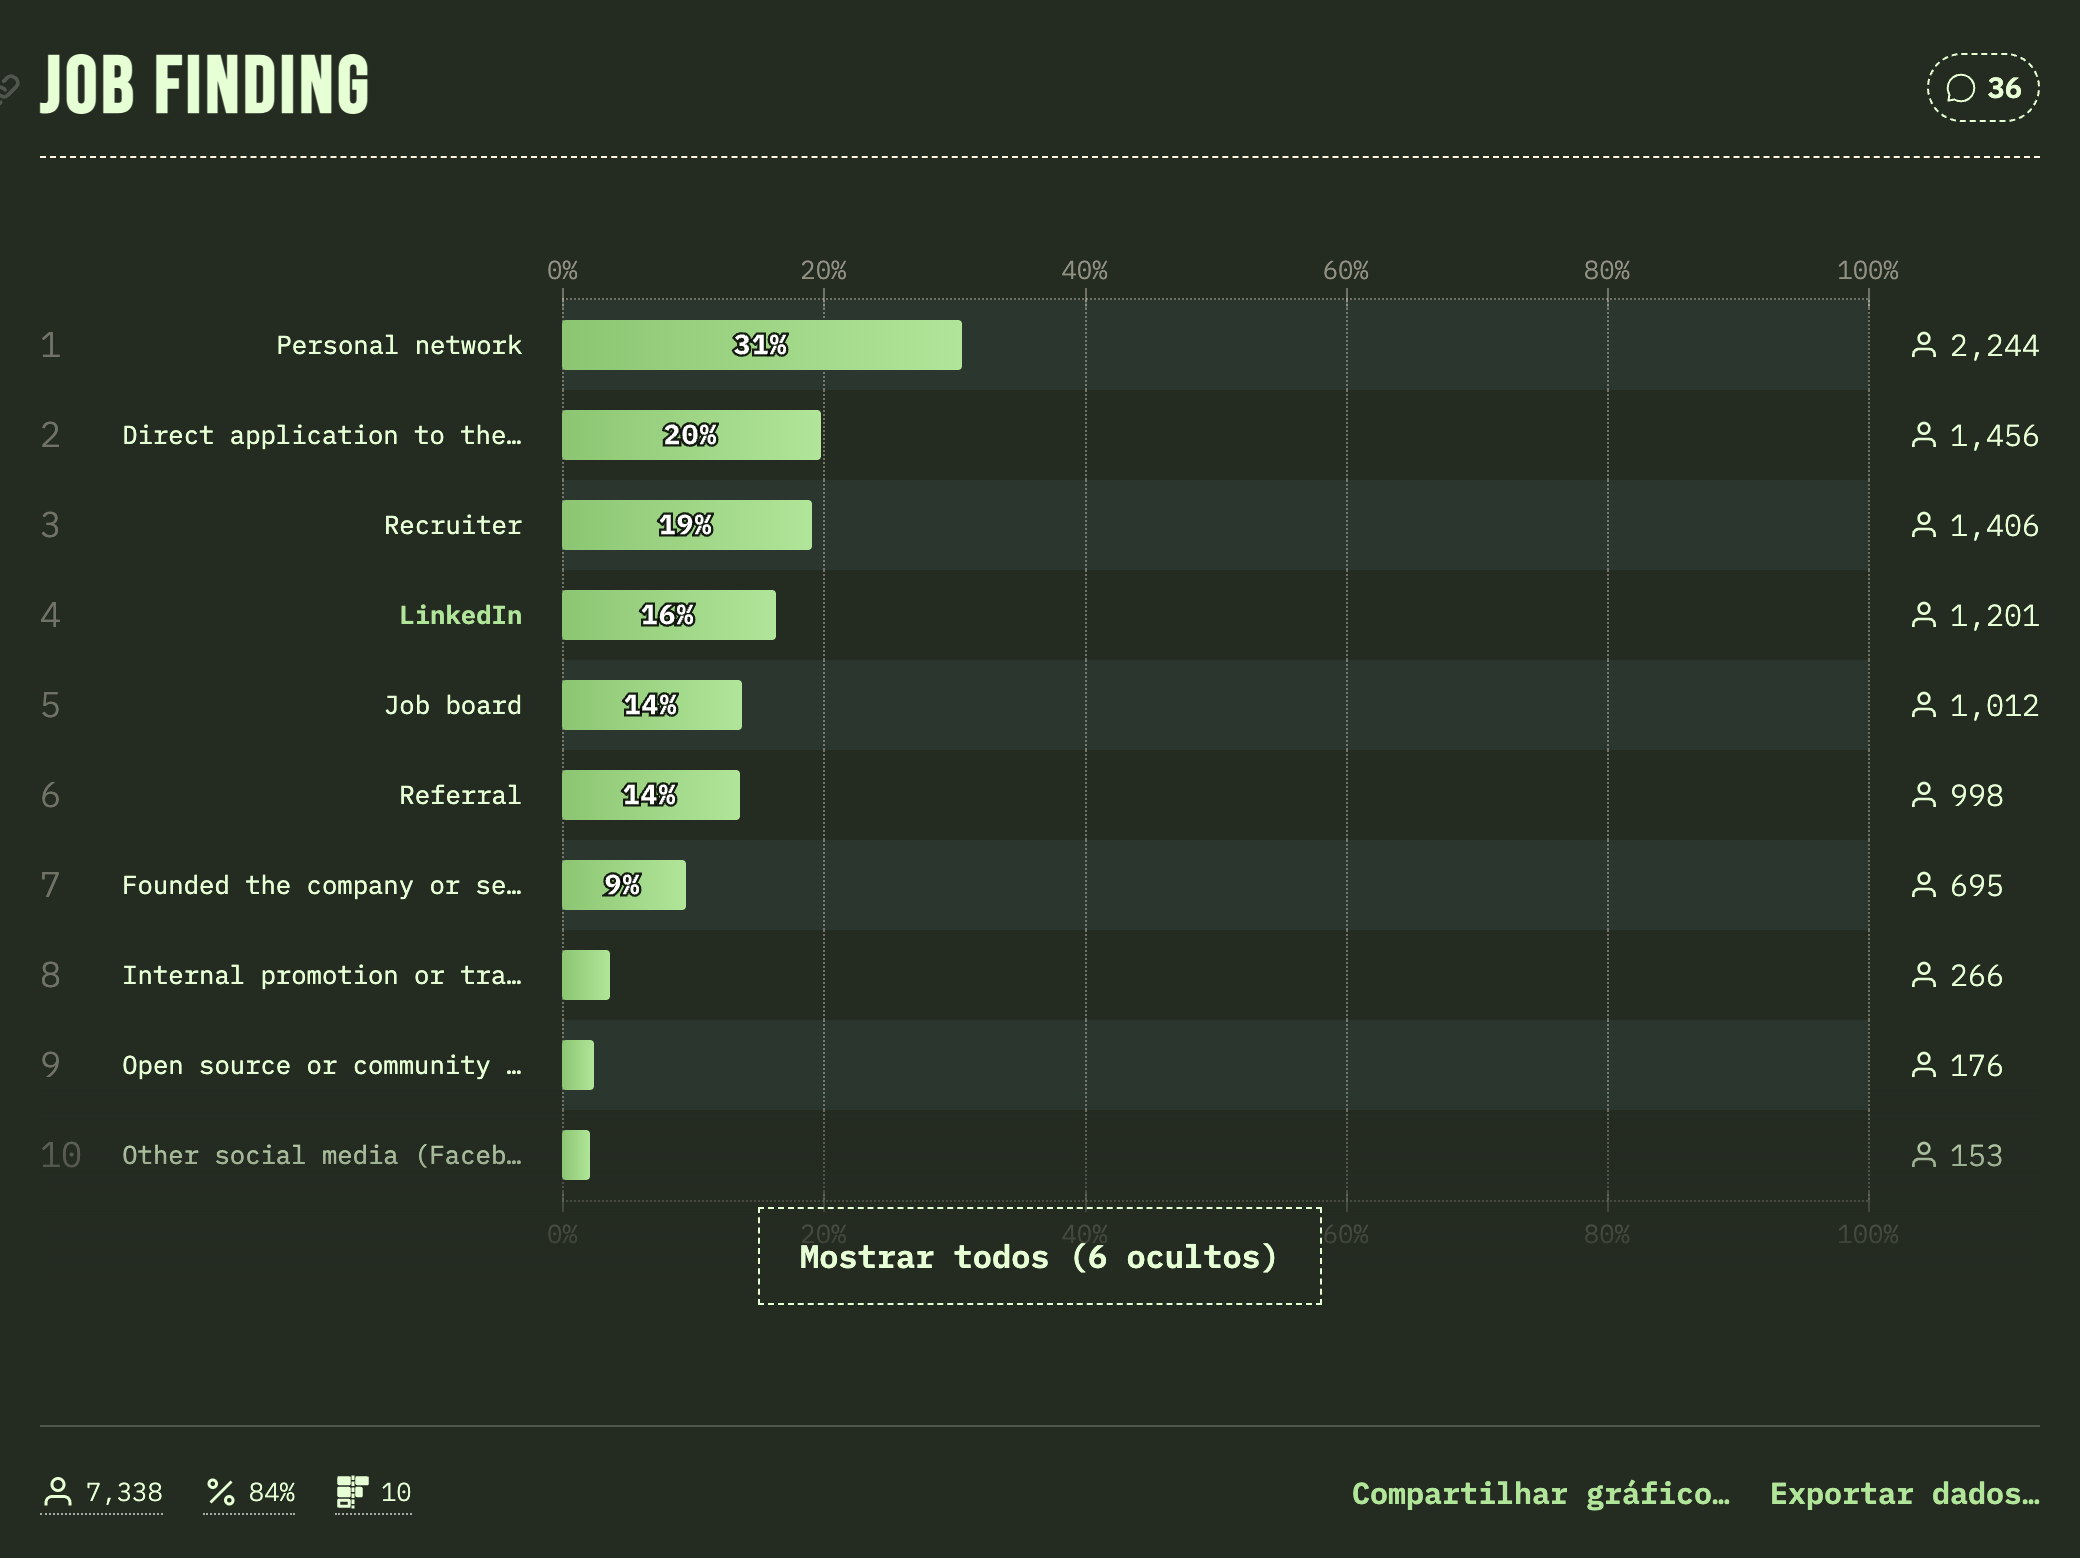 JOB FINDING
36
0% 20% 40% 60% 80% 100%
1 Personal network 31% 2,244
2 Direct application to the… 20% 1,456
3 Recruiter 19% 1,406
4 LinkedIn 16% 1,201
5 Job board 14% 1,012
6 Referral 14% 998
7 Founded the company or se… 9% 695
8 Internal promotion or tra… 266
9 Open source or community … 176
10 Other social media (Faceb… 153
0% 20% 40% 60% 80% 100%
Mostrar todos (6 ocultos)
7,338 84% 10 Compartilhar gráfico… Exportar dados…